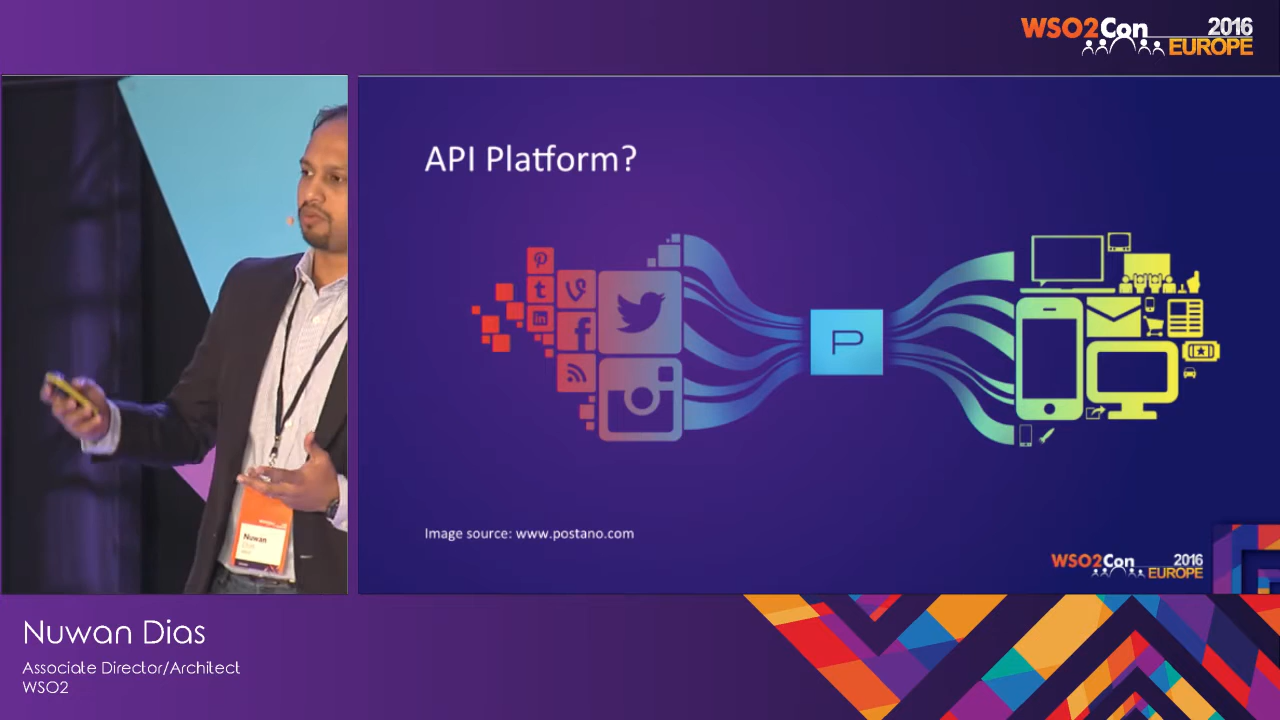 WSO2Con 2016
EUROPE
API Platform?
P
Image source: www.postano.com
WSO2Con 2016
EUROPE
Nuwan
Nuwan Dias
Associate Director/Architect
WSO2